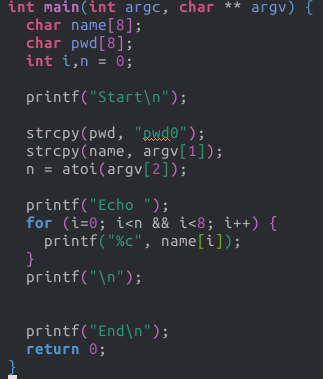 int main(int argc, char ** argv) {
char name[8];
char pwd[8];
int i,n = 0;
printf("Start\n");
strcpy(pwd, "pwd0");
strcpy(name, argv[1]);
n = atoi(argv[2]);
printf("Echo ");
for (i=0; i<n && i<8; i++) {
printf("%c", name[i]);
}
printf("\n");
printf("End\n");
return 0;
}